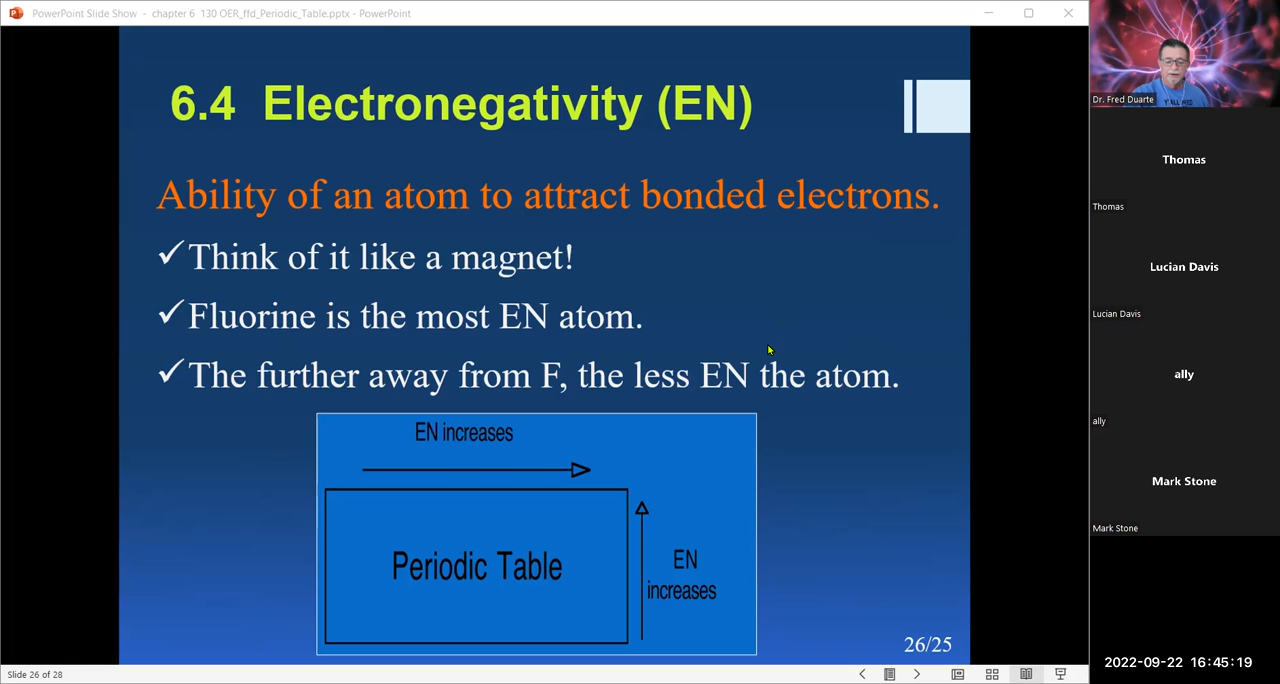 PowerPoint Slide Show - chapter 6 130 OER_ffd_Periodic_Table.pptx - PowerPoint
6.4 Electronegativity (EN)
Ability of an atom to attract bonded electrons.
✓Think of it like a magnet!
✓Fluorine is the most EN atom.
✓The further away from F, the less EN the atom.
EN increases
Periodic Table
EN
increases
26/25
Slide 26 of 28
Dr. Fred Duarte
Thomas
Thomas
Lucian Davis
Lucian Davis
ally
ally
Mark Stone
Mark Stone
2022-09-22 16:45:19